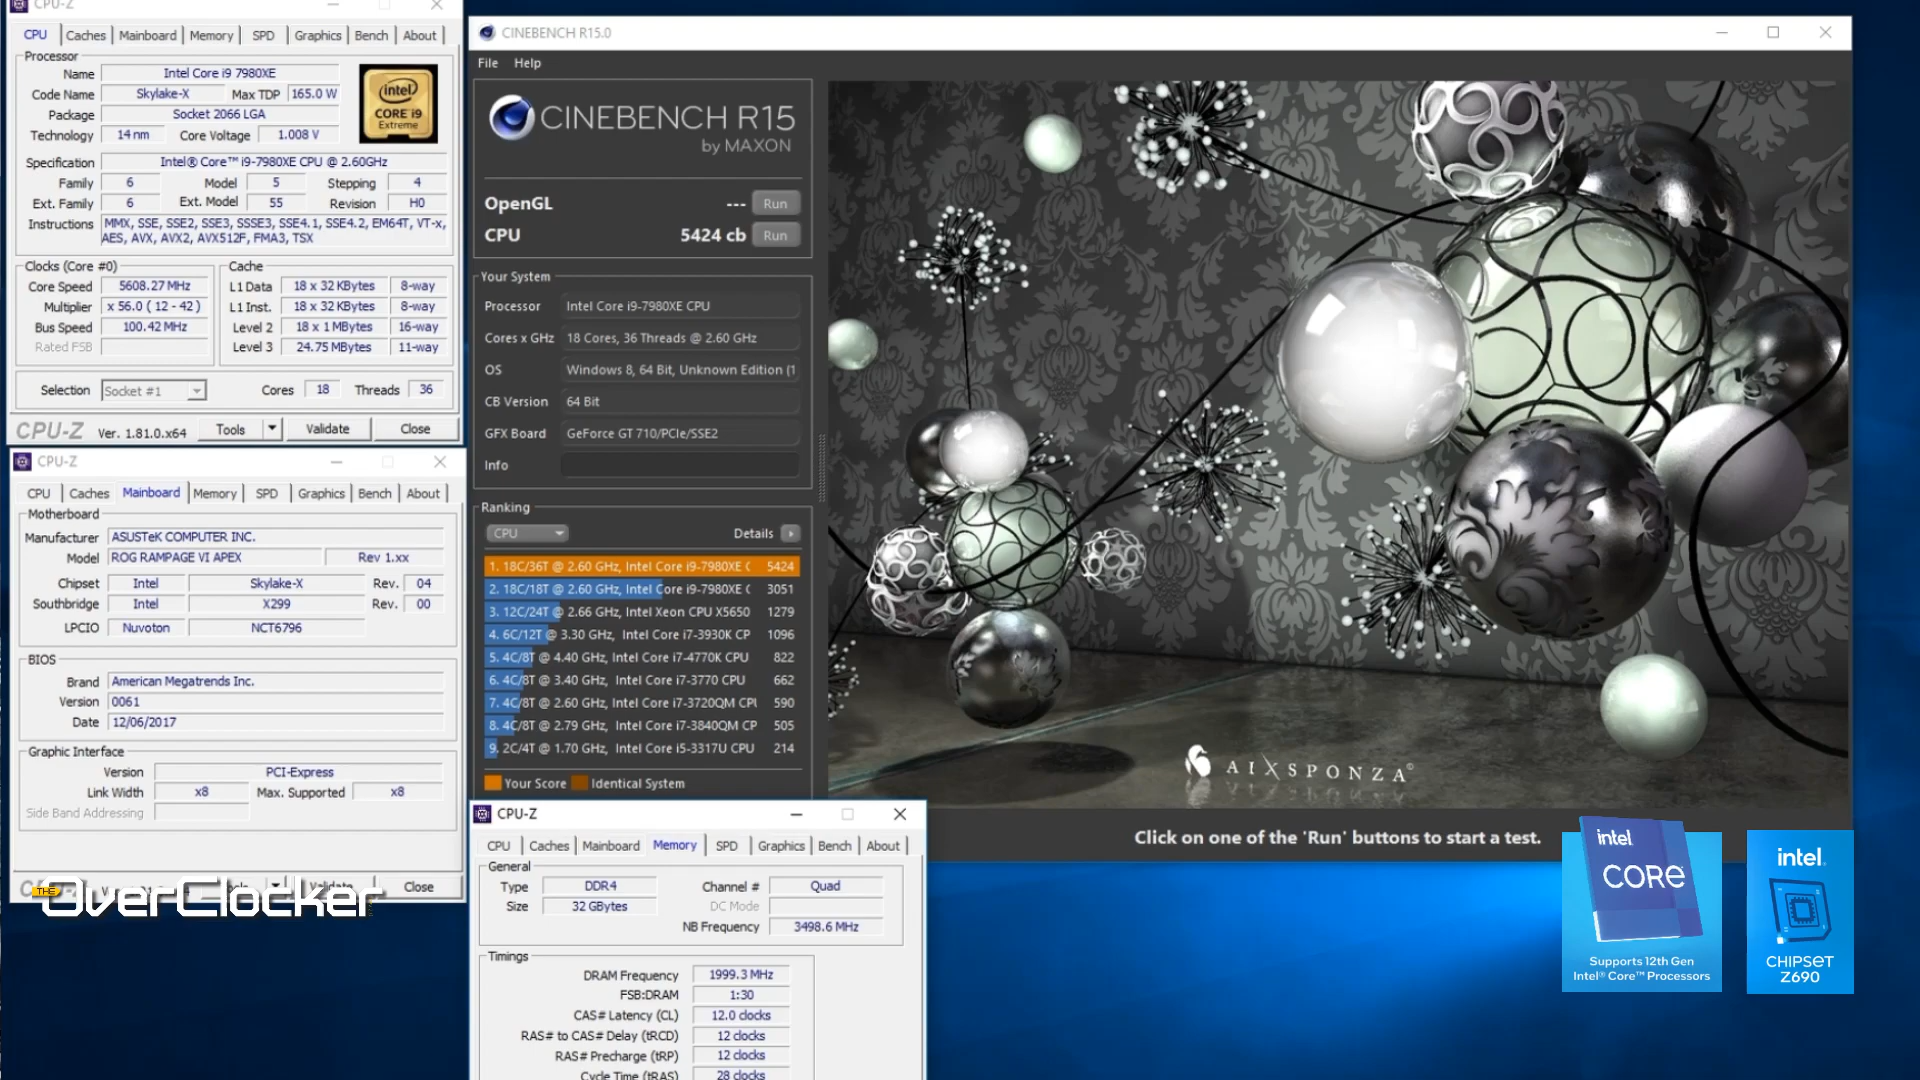 CPU-Z
CPU Caches Mainboard Memory SPD Graphics Bench About
Processor
Name Intel Core i9 7980XE
Code Name Skylake-X Max TDP 165.0 W
Package Socket 2066 LGA
Technology 14 nm Core Voltage 1.008 V
intel
CORE i9
Extreme
Specification Intel® Core™ i9-7980XE CPU @ 2.60GHz
Family 6 Model 5 Stepping 4
Ext. Family 6 Ext. Model 55 Revision H0
Instructions MMX, SSE, SSE2, SSE3, SSSE3, SSE4.1, SSE4.2, EM64T, VT-x,
AES, AVX, AVX2, AVX512F, FMA3, TSX
Clocks (Core #0) Cache
Core Speed 5608.27 MHz L1 Data 18 x 32 KBytes 8-way
Multiplier x 56.0 ( 12 - 42 ) L1 Inst. 18 x 32 KBytes 8-way
Bus Speed 100.42 MHz Level 2 18 x 1 MBytes 16-way
Rated FSB Level 3 24.75 MBytes 11-way
Selection Socket #1 Cores 18 Threads 36
CPU-Z Ver. 1.81.0.x64 Tools Validate Close
CPU-Z
CPU Caches Mainboard Memory SPD Graphics Bench About
Motherboard
Manufacturer ASUSTeK COMPUTER INC.
Model ROG RAMPAGE VI APEX Rev 1.xx
Chipset Intel Skylake-X Rev. 04
Southbridge Intel X299 Rev. 00
LPCIO Nuvoton NCT6796
BIOS
Brand American Megatrends Inc.
Version 0061
Date 12/06/2017
Graphic Interface
Version PCI-Express
Link Width x8 Max. Supported x8
Side Band Addressing
Close
THE
OverClocker
CINEBENCH R15.0
File Help
CINEBENCH R15
by MAXON
OpenGL --- Run
CPU 5424 cb Run
Your System
Processor Intel Core i9-7980XE CPU
Cores x GHz 18 Cores, 36 Threads @ 2.60 GHz
OS Windows 8, 64 Bit, Unknown Edition (1
CB Version 64 Bit
GFX Board GeForce GT 710/PCIe/SSE2
Info
Ranking
CPU Details
1. 18C/36T @ 2.60 GHz, Intel Core i9-7980XE ( 5424
2. 18C/18T @ 2.60 GHz, Intel Core i9-7980XE ( 3051
3. 12C/24T @ 2.66 GHz, Intel Xeon CPU X5650 1279
4. 6C/12T @ 3.30 GHz, Intel Core i7-3930K CP 1096
5. 4C/8T @ 4.40 GHz, Intel Core i7-4770K CPU 822
6. 4C/8T @ 3.40 GHz, Intel Core i7-3770 CPU 662
7. 4C/8T @ 2.60 GHz, Intel Core i7-3720QM CPU 590
8. 4C/8T @ 2.79 GHz, Intel Core i7-3840QM CP 505
9. 2C/4T @ 1.70 GHz, Intel Core i5-3317U CPU 214
Your Score Identical System
AIXSPONZA©
Click on one of the 'Run' buttons to start a test.
CPU-Z
CPU Caches Mainboard Memory SPD Graphics Bench About
General
Type DDR4 Channel # Quad
Size 32 GBytes DC Mode
NB Frequency 3498.6 MHz
Timings
DRAM Frequency 1999.3 MHz
FSB:DRAM 1:30
CAS# Latency (CL) 12.0 clocks
RAS# to CAS# Delay (tRCD) 12 clocks
RAS# Precharge (tRP) 12 clocks
Cycle Time (tRAS) 28 clocks
intel.
CORE
Supports 12th Gen
Intel® Core™ Processors
intel.
CHIPSET
Z690